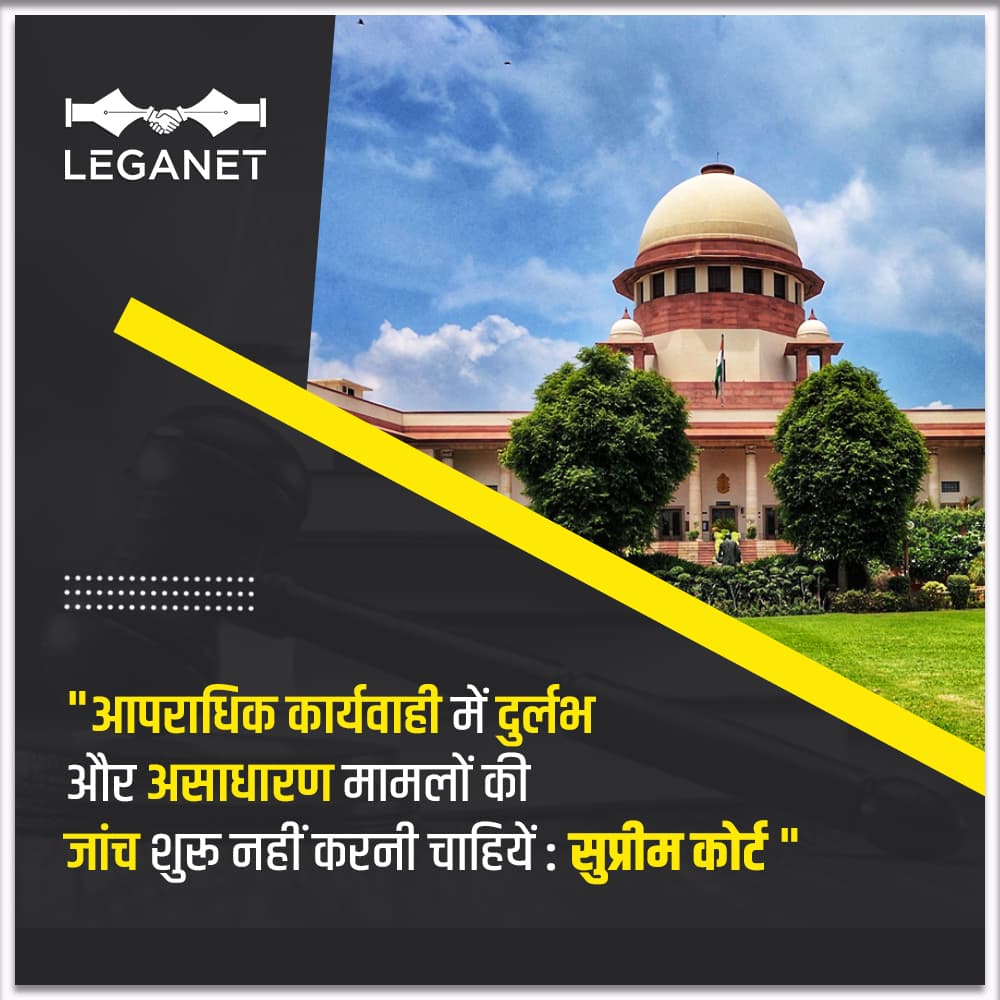 LEGANET
"आपराधिक कार्यवाही में दुर्लभ
और असाधारण मामलों की
जांच शुरू नहीं करनी चाहियें : सुप्रीम कोर्ट "